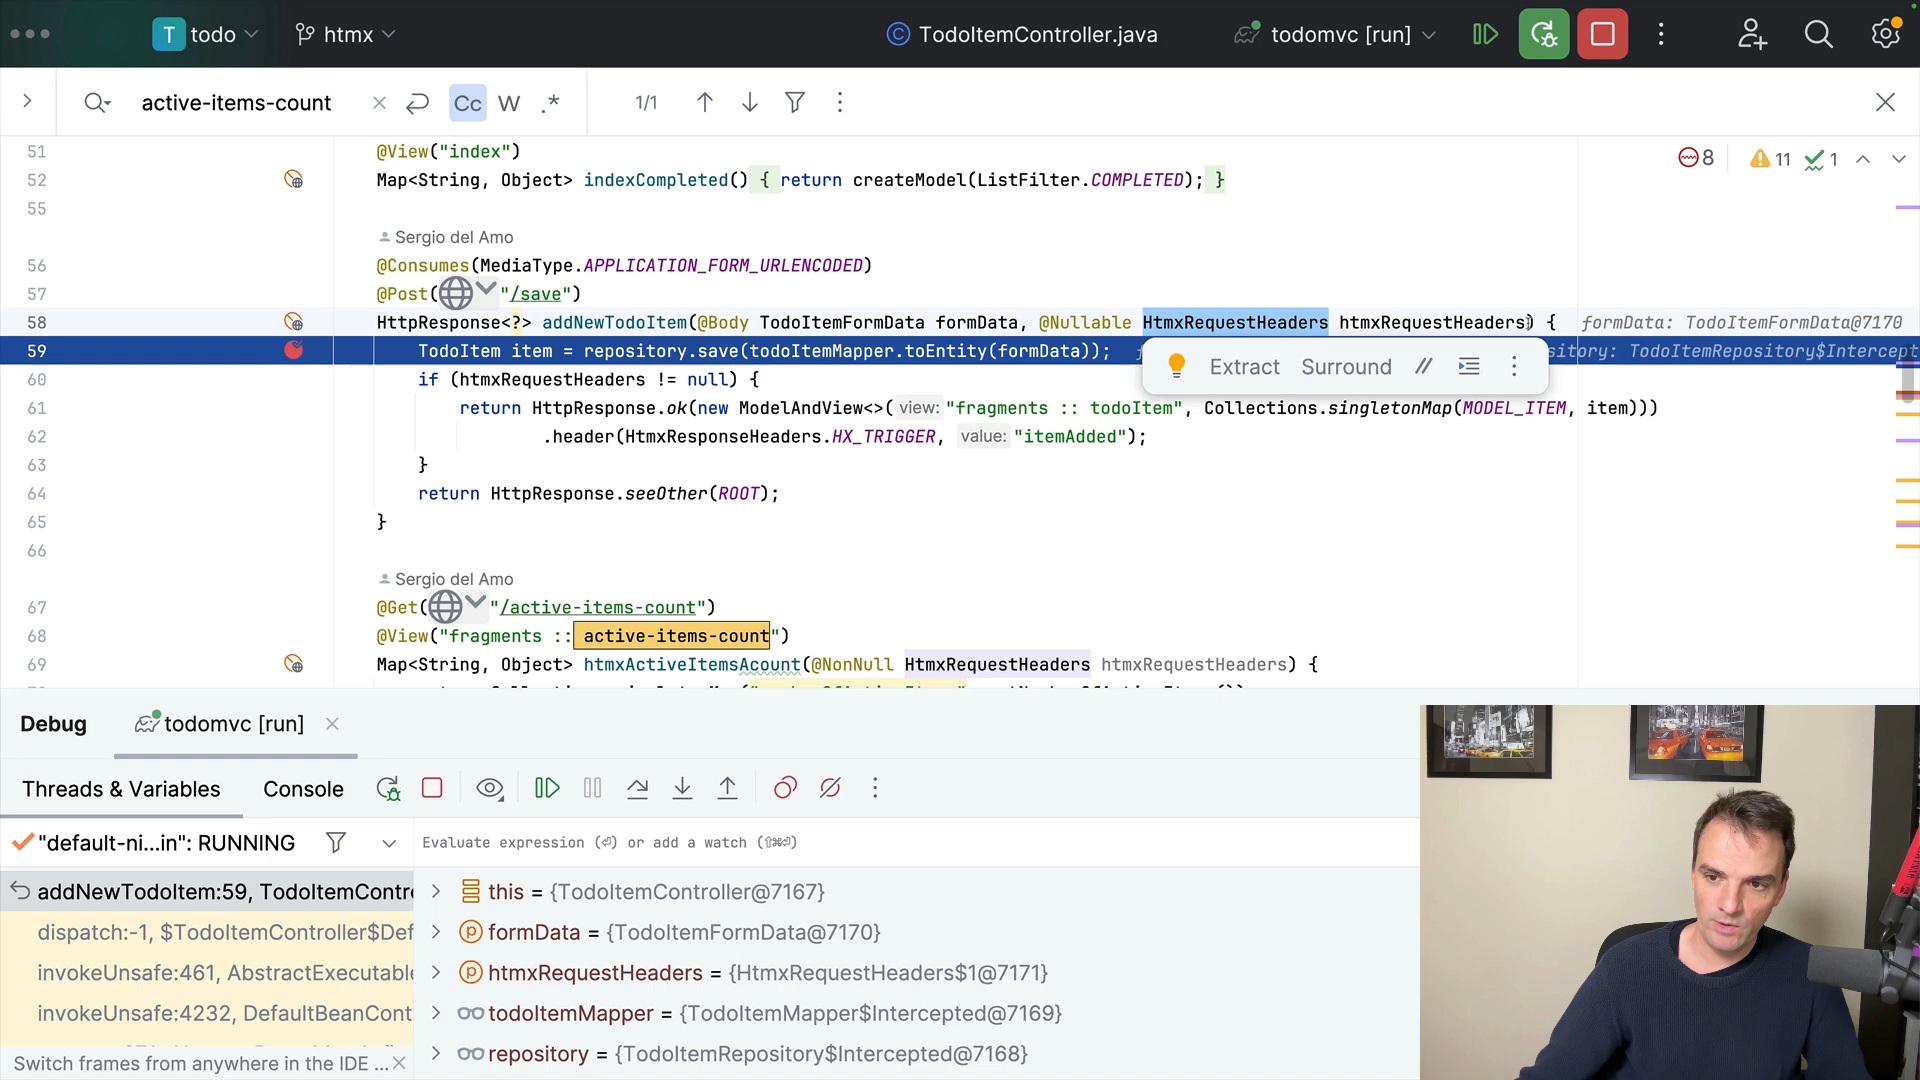 T todo htmx TodoItemController.java todomvc [run]
active-items-count Cc W .* 1/1
51 @View("index") 8 11 1
52 Map<String, Object> indexCompleted() { return createModel(ListFilter.COMPLETED); }
55
Sergio del Amo
56 @Consumes(MediaType.APPLICATION_FORM_URLENCODED)
57 @Post("/save")
58 HttpResponse<?> addNewTodoItem(@Body TodoItemFormData formData, @Nullable HtmxRequestHeaders htmxRequestHeaders) { formData: TodoItemFormData@7170
59 TodoItem item = repository.save(todoItemMapper.toEntity(formData)); sitory: TodoItemRepository$Intercept
Extract Surround //
60 if (htmxRequestHeaders != null) {
61 return HttpResponse.ok(new ModelAndView<>( view: "fragments :: todoItem", Collections.singletonMap(MODEL_ITEM, item)))
62 .header(HtmxResponseHeaders.HX_TRIGGER, value: "itemAdded");
63 }
64 return HttpResponse.seeOther(ROOT);
65 }
66
Sergio del Amo
67 @Get("/active-items-count")
68 @View("fragments :: active-items-count")
69 Map<String, Object> htmxActiveItemsAcount(@NonNull HtmxRequestHeaders htmxRequestHeaders) {
Debug todomvc [run]
Threads & Variables Console
"default-ni...in": RUNNING Evaluate expression (⏎) or add a watch (⇧⌘⏎)
addNewTodoItem:59, TodoItemContr
dispatch:-1, $TodoItemController$Def
invokeUnsafe:461, AbstractExecutable
invokeUnsafe:4232, DefaultBeanCont
Switch frames from anywhere in the IDE ...
this = {TodoItemController@7167}
formData = {TodoItemFormData@7170}
htmxRequestHeaders = {HtmxRequestHeaders$1@7171}
todoItemMapper = {TodoItemMapper$Intercepted@7169}
repository = {TodoItemRepository$Intercepted@7168}